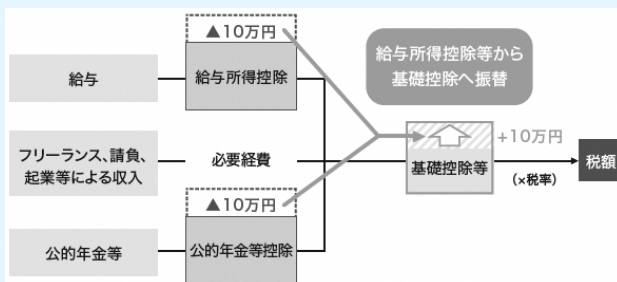 ▲10万円
給与
給与所得控除
給与所得控除等から
基礎控除へ振替
フリーランス、請負、
起業等による収入
必要経費
+10万円
基礎控除等
(×税率)
税額
▲10万円
公的年金等
公的年金等控除